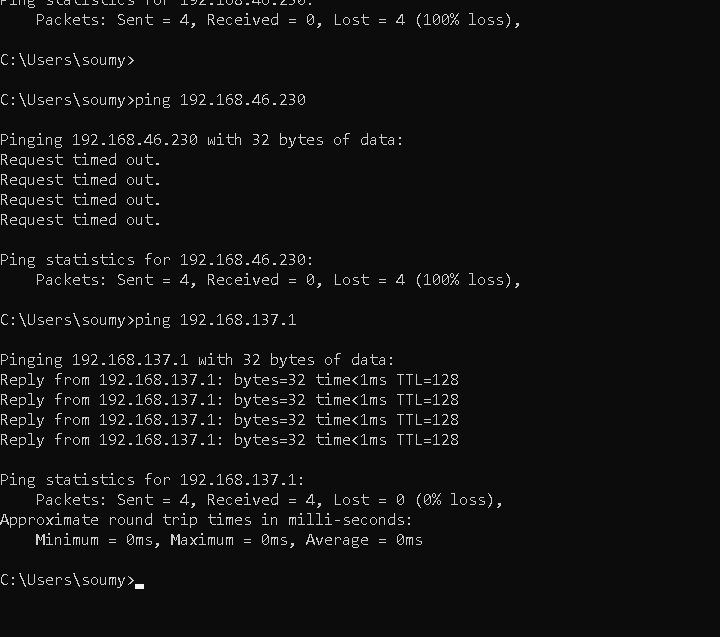 Ping statistics for 192.168.46.230:
    Packets: Sent = 4, Received = 0, Lost = 4 (100% loss),
C:\Users\soumy>
C:\Users\soumy>ping 192.168.46.230
Pinging 192.168.46.230 with 32 bytes of data:
Request timed out.
Request timed out.
Request timed out.
Request timed out.
Ping statistics for 192.168.46.230:
    Packets: Sent = 4, Received = 0, Lost = 4 (100% loss),
C:\Users\soumy>ping 192.168.137.1
Pinging 192.168.137.1 with 32 bytes of data:
Reply from 192.168.137.1: bytes=32 time<1ms TTL=128
Reply from 192.168.137.1: bytes=32 time<1ms TTL=128
Reply from 192.168.137.1: bytes=32 time<1ms TTL=128
Reply from 192.168.137.1: bytes=32 time<1ms TTL=128
Ping statistics for 192.168.137.1:
    Packets: Sent = 4, Received = 4, Lost = 0 (0% loss),
Approximate round trip times in milli-seconds:
    Minimum = 0ms, Maximum = 0ms, Average = 0ms
C:\Users\soumy>